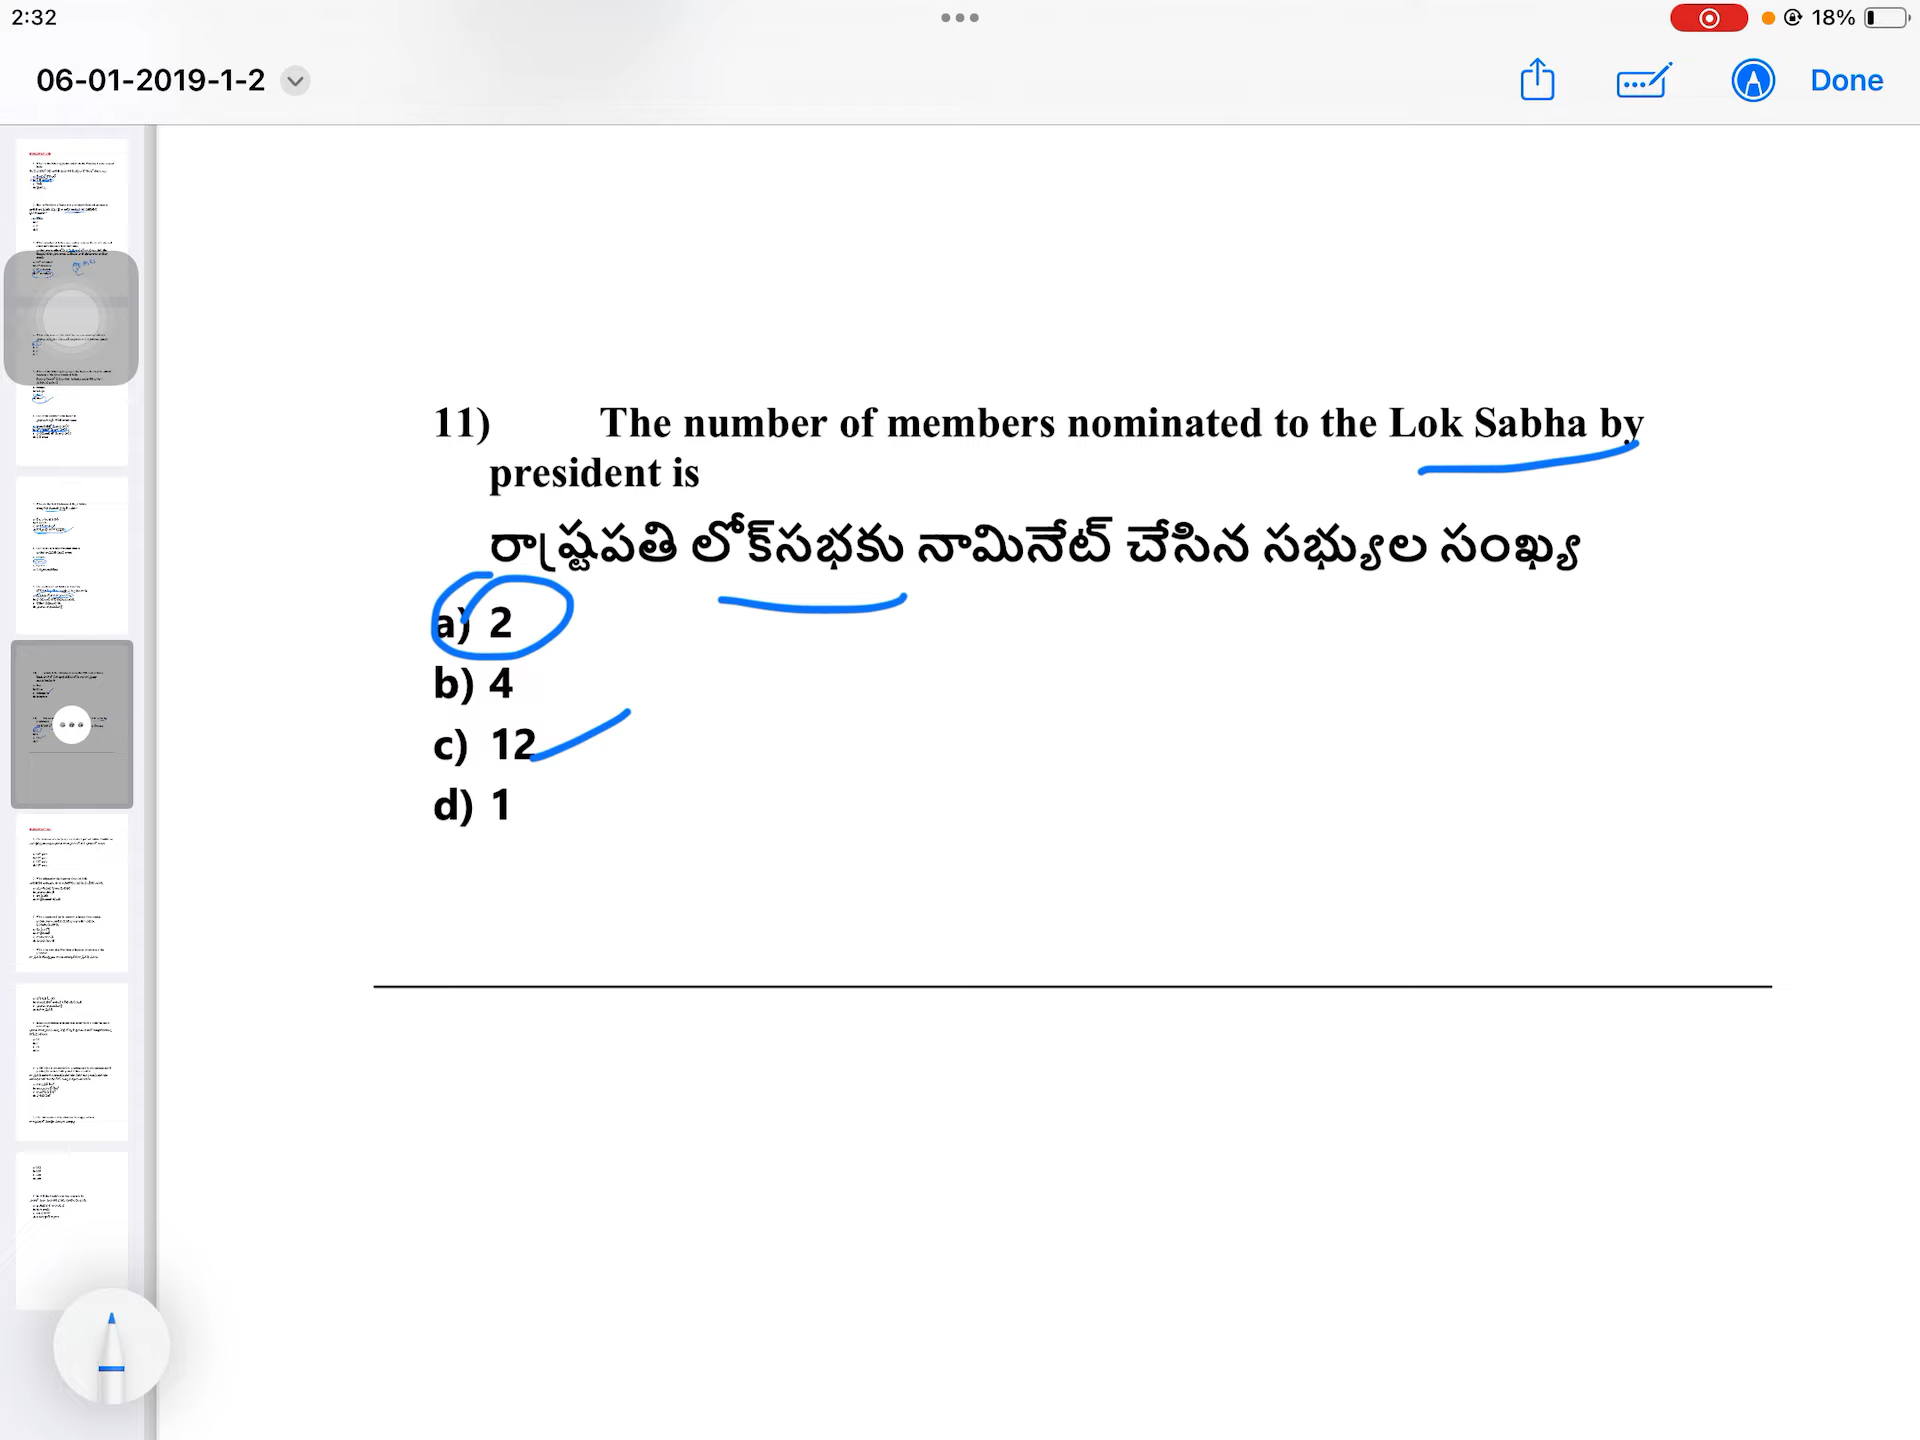 2:32
18%
06-01-2019-1-2
Done
11) The number of members nominated to the Lok Sabha by
president is
రాష్ట్రపతి లోక్‌సభకు నామినేట్ చేసిన సభ్యుల సంఖ్య
a) 2
b) 4
c) 12
d) 1